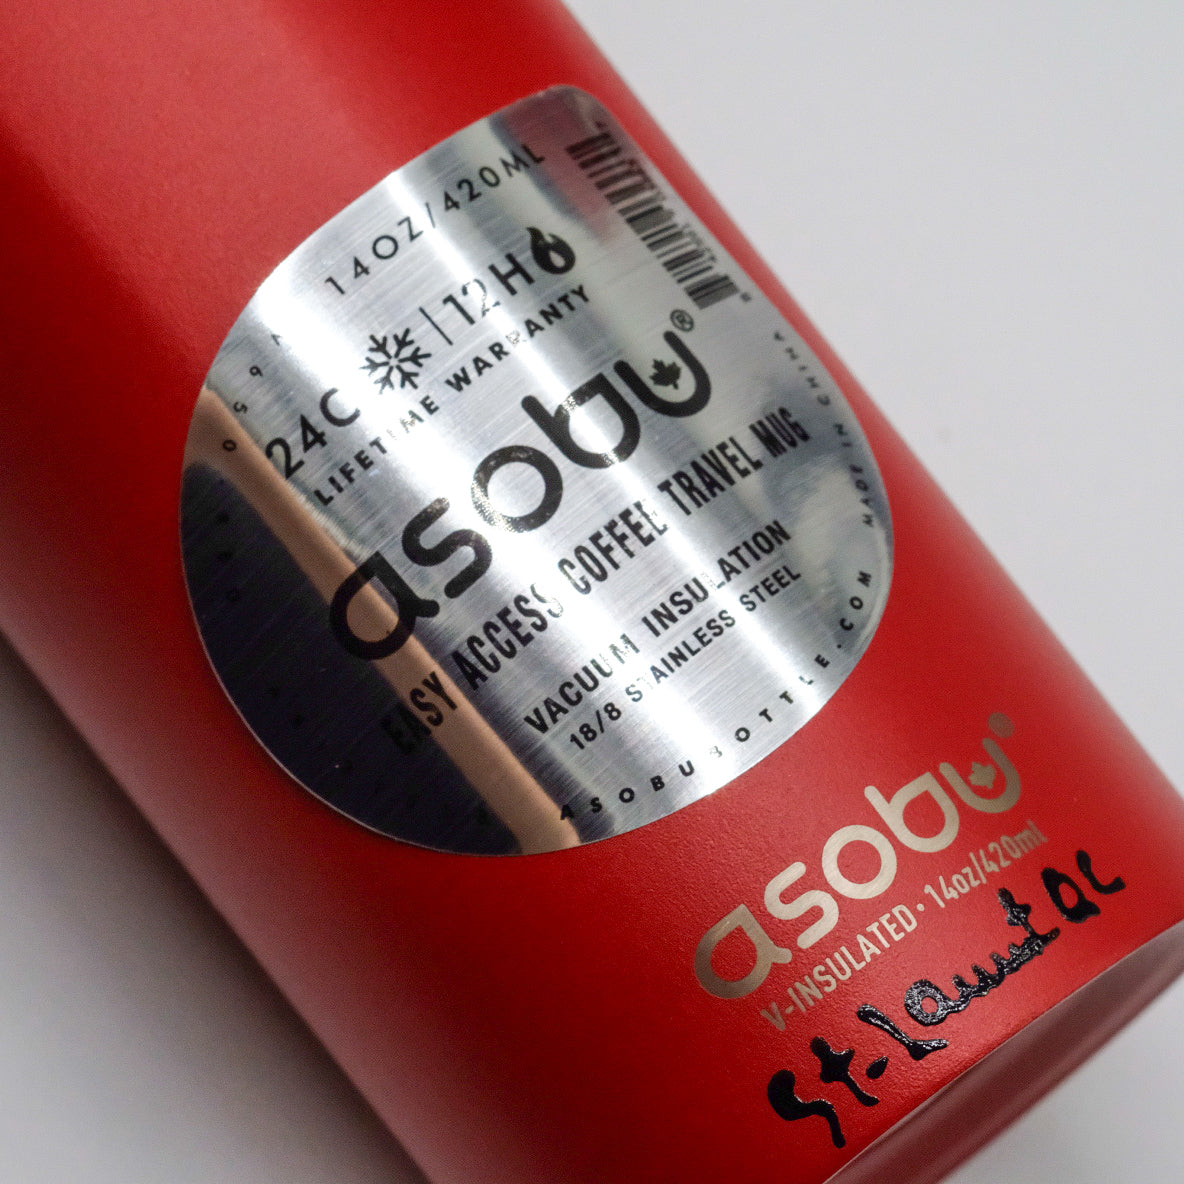 14OZ/420ML
24C | 12H
LIFETIME WARRANTY
asobu®
EASY ACCESS COFFEE TRAVEL MUG
VACUUM INSULATION
18/8 STAINLESS STEEL
ASOBUBOTTLE.COM MADE IN CHINA
asobu®
V-INSULATED • 14oz/420ml
St-Laurent QC